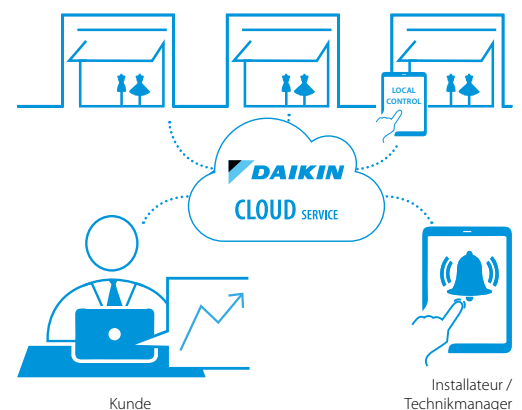 LOCAL
CONTROL
DAIKIN
CLOUD SERVICE
Kunde
Installateur /
Technikmanager